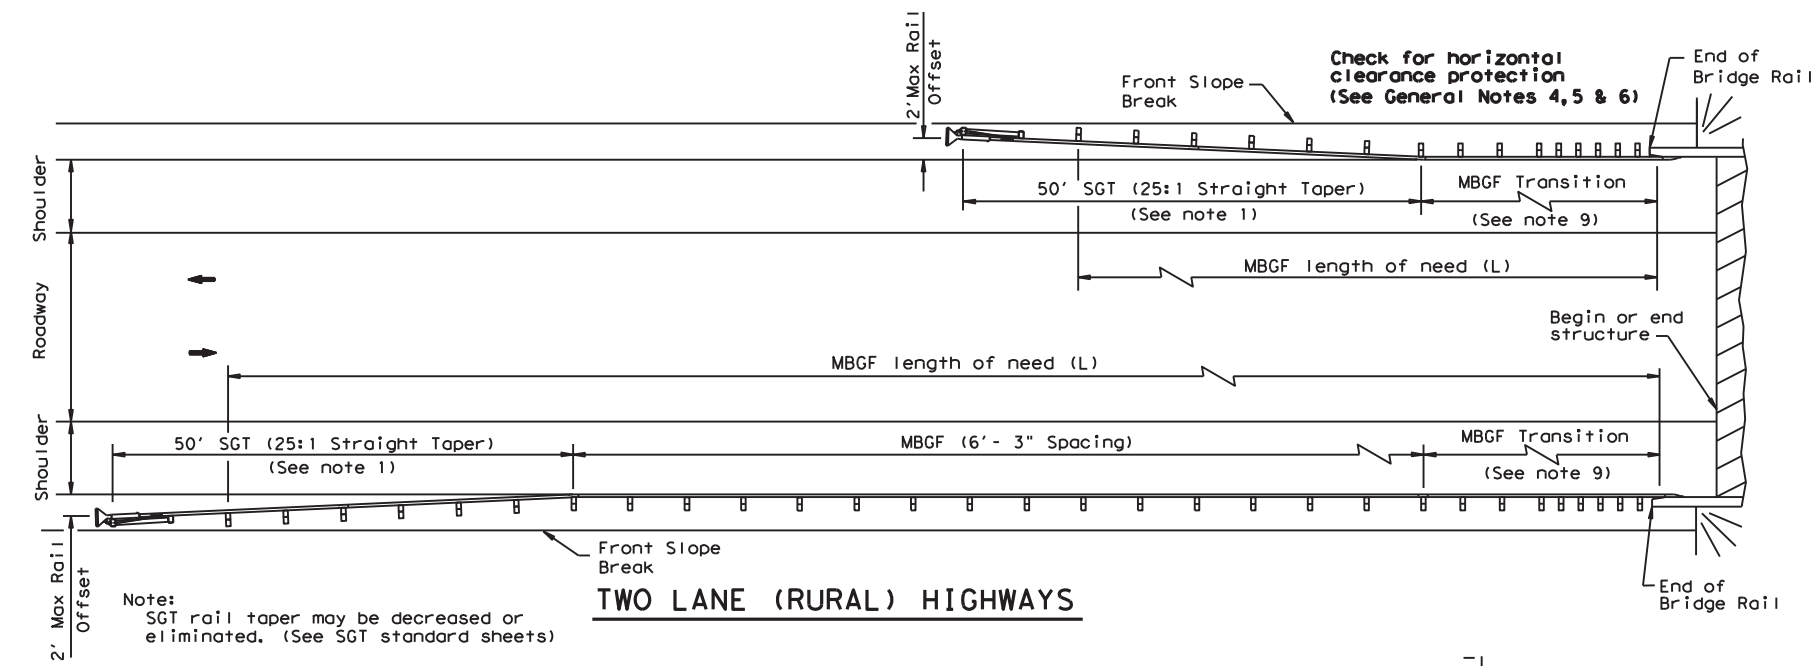 2' Max Rail
Offset
Front Slope
Break
Check for horizontal
clearance protection
(See General Notes 4,5 & 6)
End of
Bridge Rail
Shoulder
50' SGT (25:1 Straight Taper)
(See note 1)
MBGF Transition
(See note 9)
MBGF length of need (L)
Roadway
Begin or end
structure
MBGF length of need (L)
Shoulder
50' SGT (25:1 Straight Taper)
(See note 1)
MBGF (6'- 3" Spacing)
MBGF Transition
(See note 9)
Front Slope
Break
2' Max Rail
Offset
Note:
SGT rail taper may be decreased or
eliminated. (See SGT standard sheets)
TWO LANE (RURAL) HIGHWAYS
End of
Bridge Rail